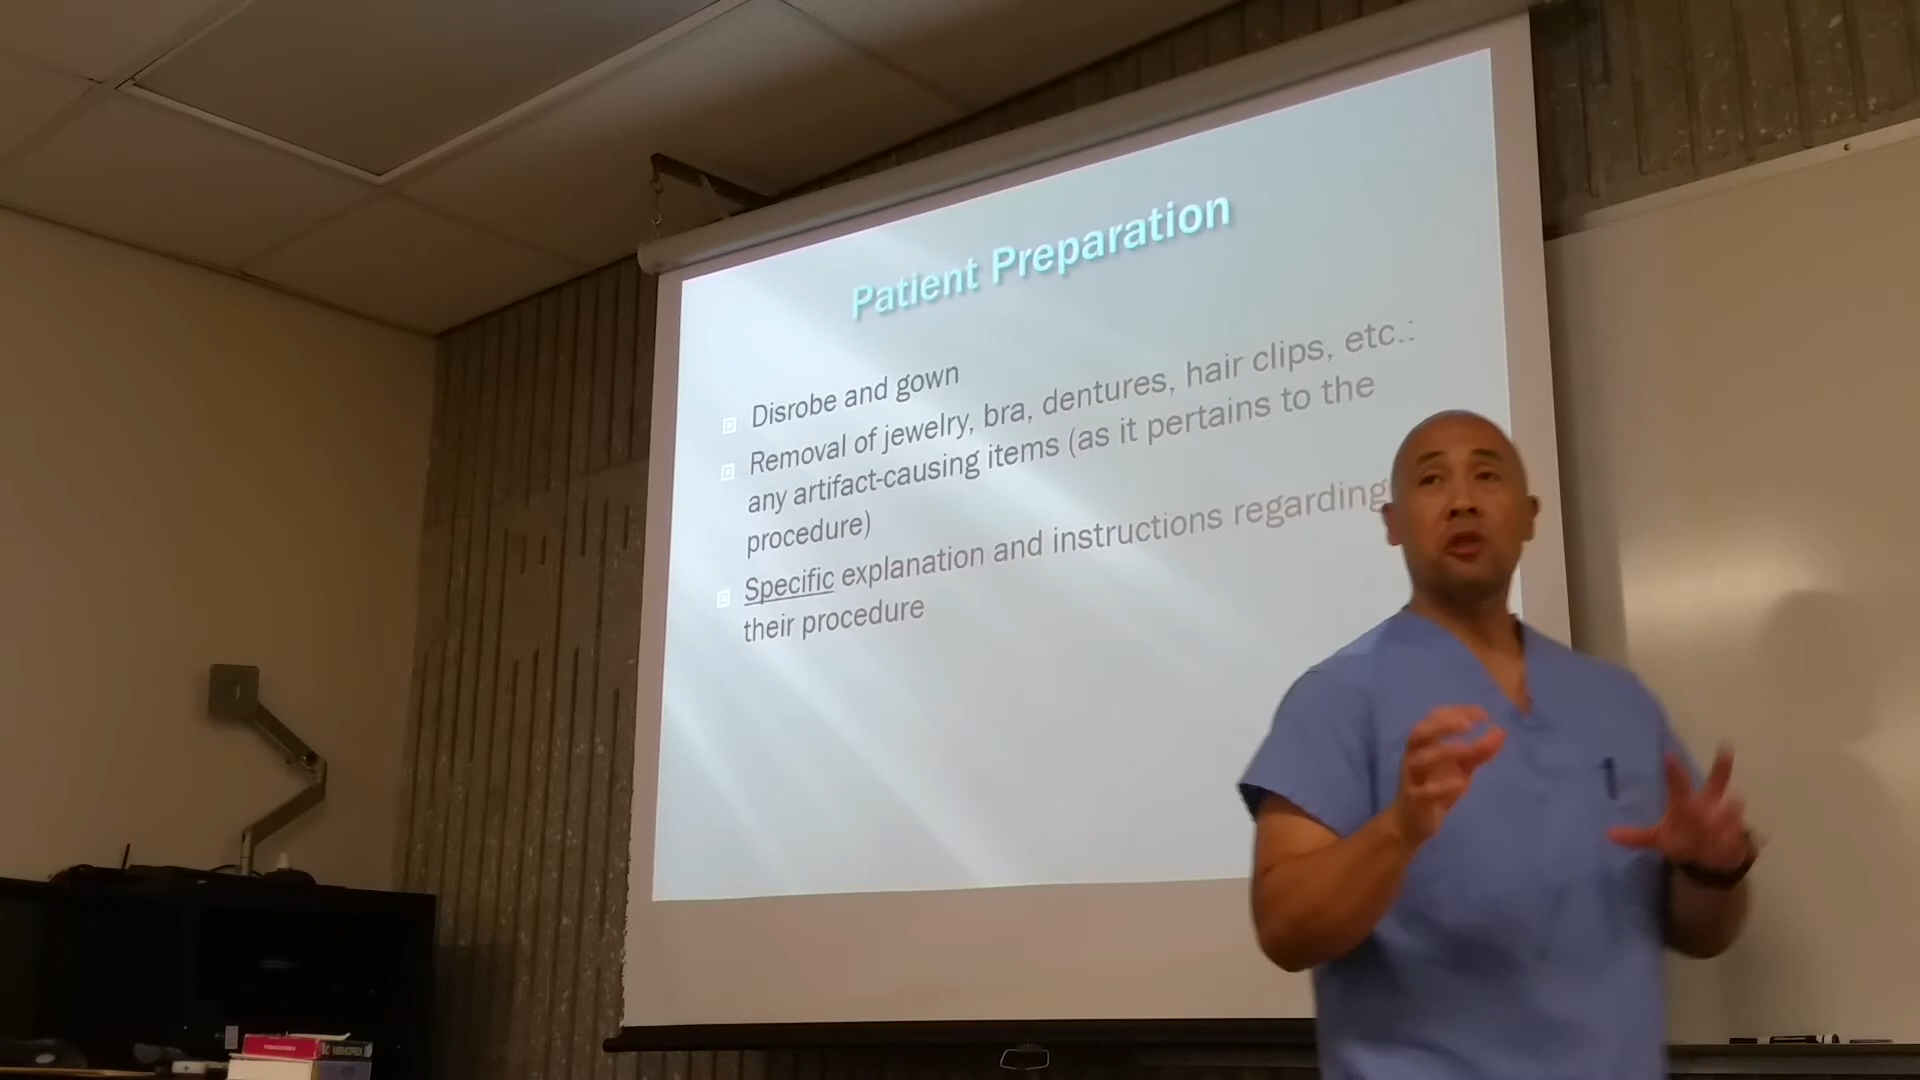 Patient Preparation
Disrobe and gown
Removal of jewelry, bra, dentures, hair clips, etc.:
any artifact-causing items (as it pertains to the
procedure)
Specific explanation and instructions regarding
their procedure
MEMOREX